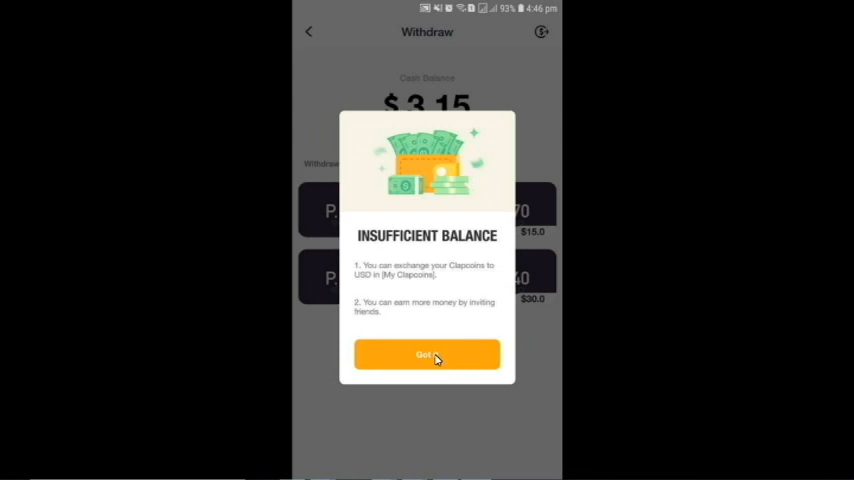 93% 4:46 pm
Withdraw
Cash Balance
$ 3.15
Withdraw
INSUFFICIENT BALANCE
1. You can exchange your Clapcoins to
USD in [My Clapcoins].
2. You can earn more money by inviting
friends.
Got
P.
70
$15.0
P.
40
$30.0